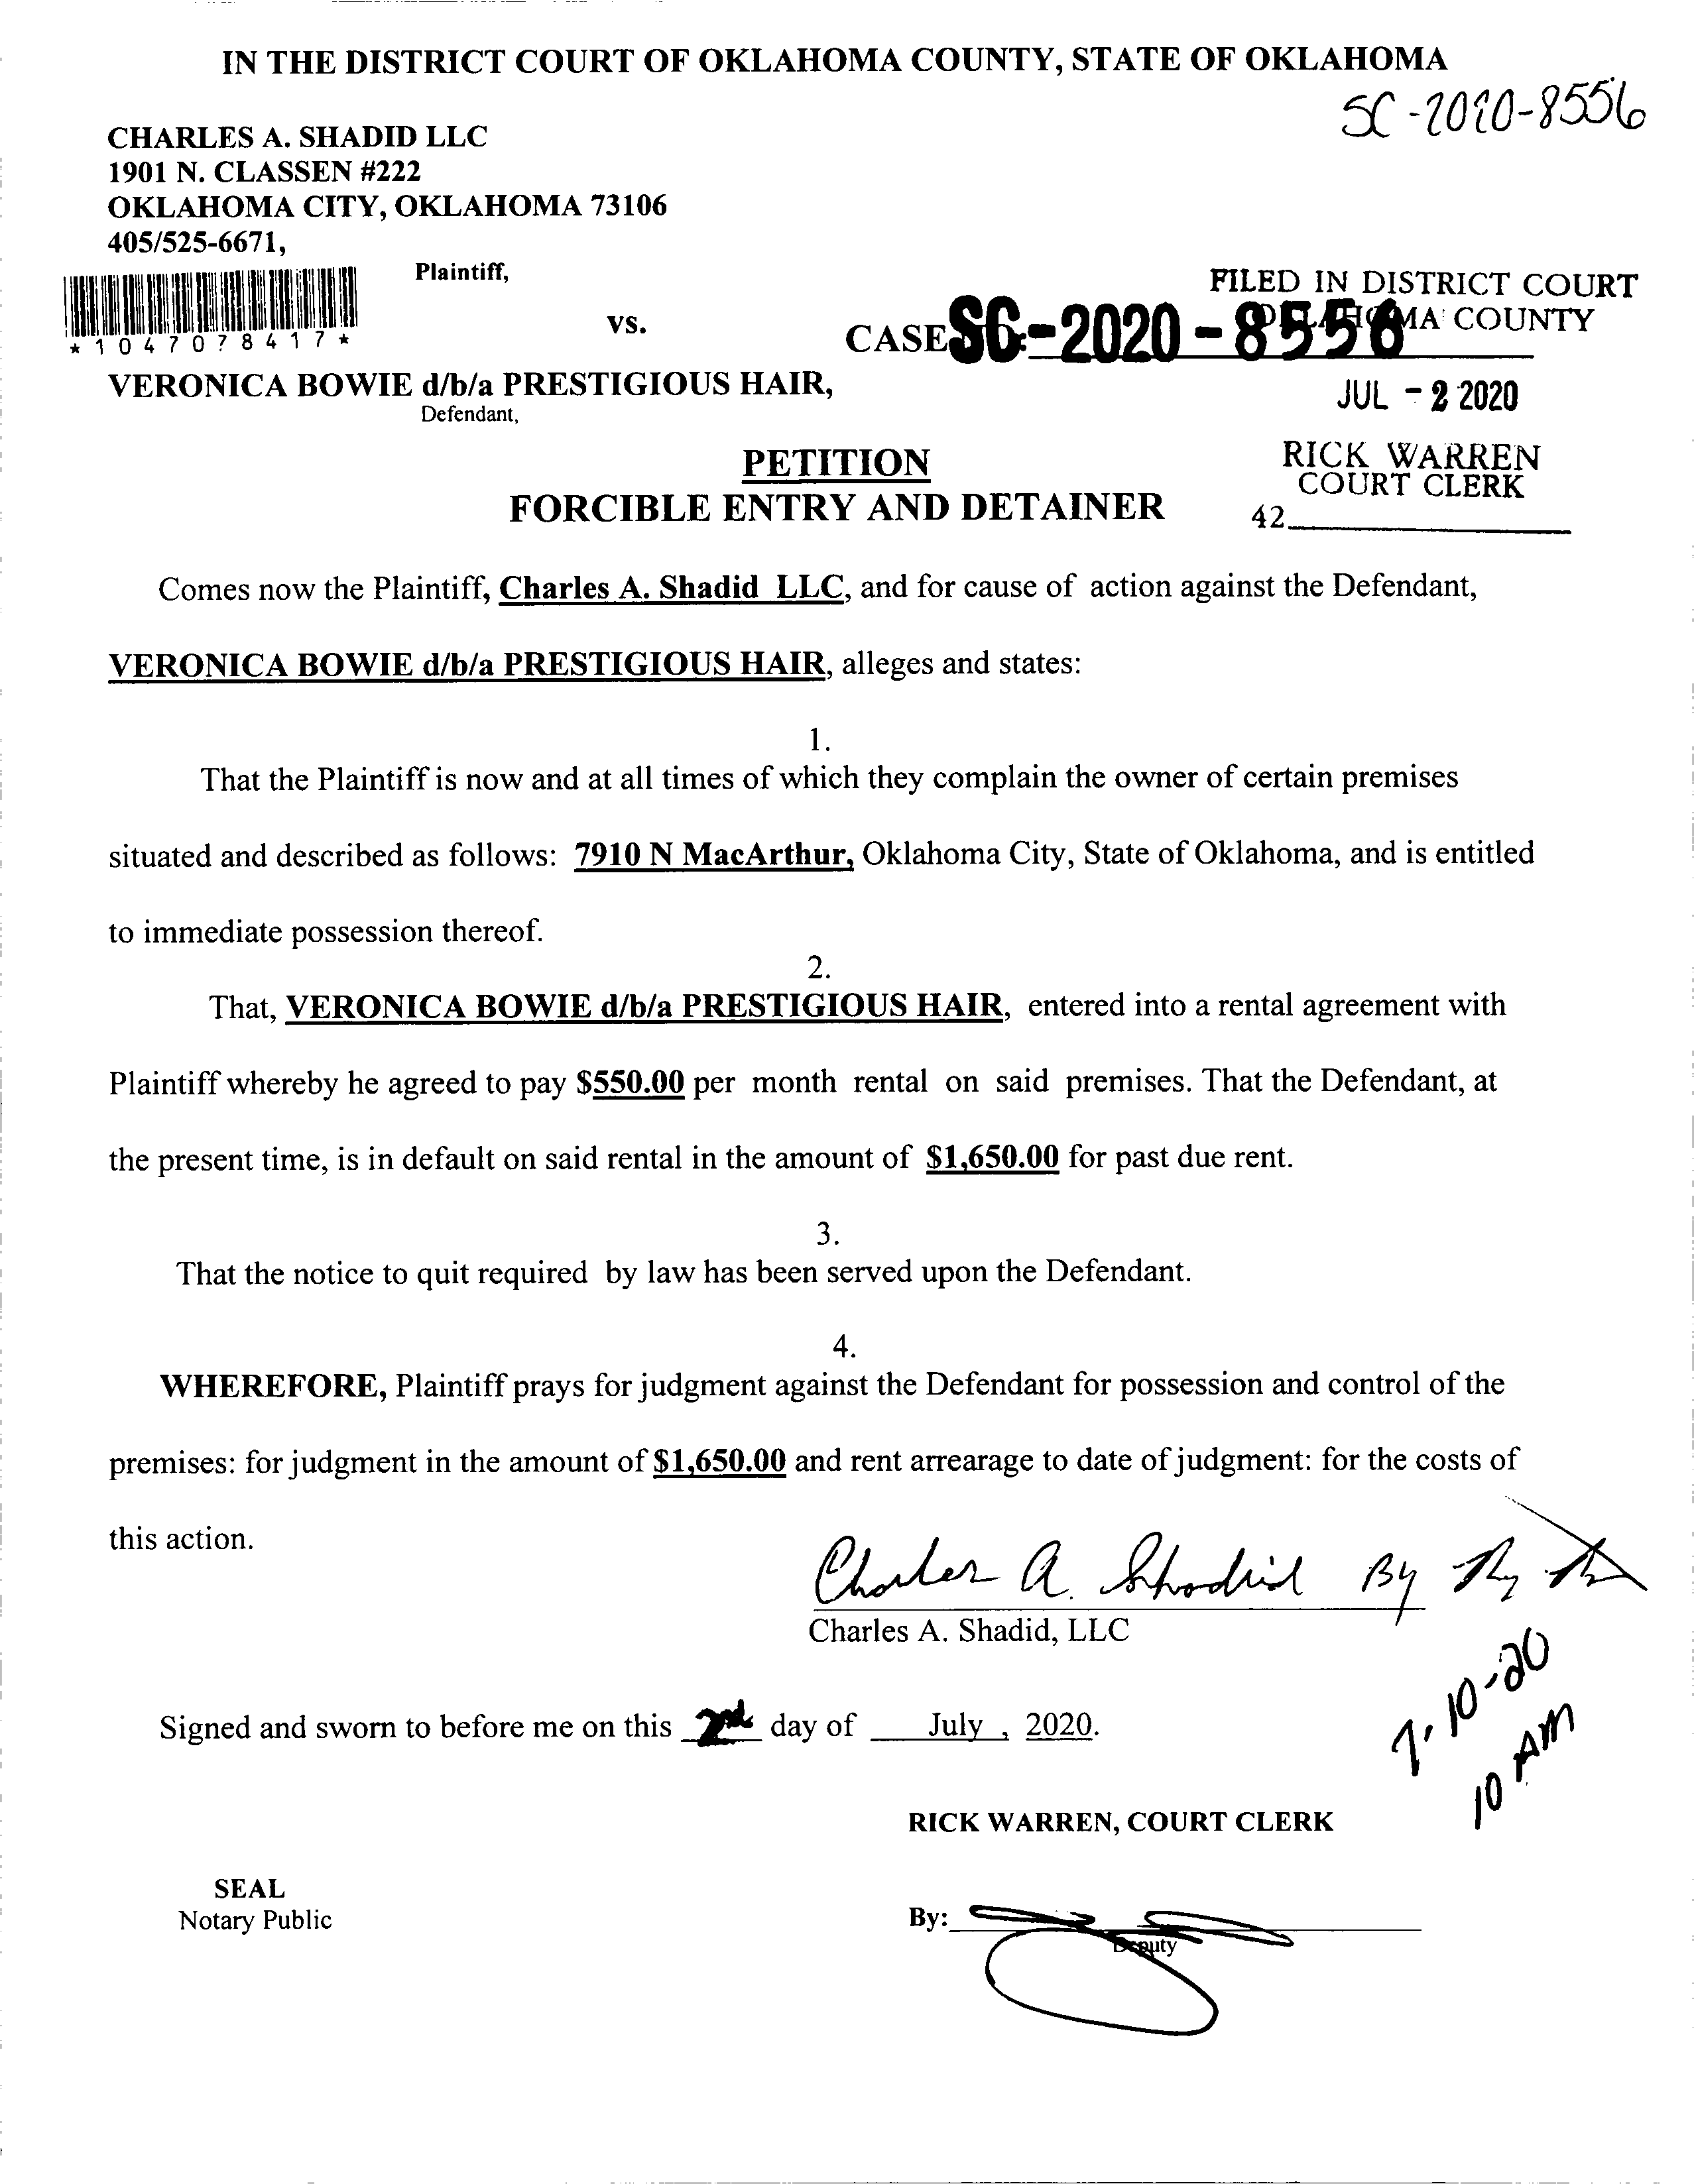 IN THE DISTRICT COURT OF OKLAHOMA COUNTY, STATE OF OKLAHOMA
SC-2020-8556
CHARLES A. SHADID LLC
1901 N. CLASSEN #222
OKLAHOMA CITY, OKLAHOMA 73106
405/525-6671,
Plaintiff,
FILED IN DISTRICT COURT
OKLAHOMA COUNTY
*1047078417*
vs.
CASE SC-2020-8556
VERONICA BOWIE d/b/a PRESTIGIOUS HAIR,
JUL - 2 2020
Defendant,
PETITION
RICK WARREN
COURT CLERK
FORCIBLE ENTRY AND DETAINER
42
Comes now the Plaintiff, Charles A. Shadid LLC, and for cause of action against the Defendant,
VERONICA BOWIE d/b/a PRESTIGIOUS HAIR, alleges and states:
1.
That the Plaintiff is now and at all times of which they complain the owner of certain premises
situated and described as follows: 7910 N MacArthur, Oklahoma City, State of Oklahoma, and is entitled
to immediate possession thereof.
2.
That, VERONICA BOWIE d/b/a PRESTIGIOUS HAIR, entered into a rental agreement with
Plaintiff whereby he agreed to pay $550.00 per month rental on said premises. That the Defendant, at
the present time, is in default on said rental in the amount of $1,650.00 for past due rent.
3.
That the notice to quit required by law has been served upon the Defendant.
4.
WHEREFORE, Plaintiff prays for judgment against the Defendant for possession and control of the
premises: for judgment in the amount of $1,650.00 and rent arrearage to date of judgment: for the costs of
this action.
Charles A. Shadid By
Charles A. Shadid, LLC
7-10-20
10 AM
Signed and sworn to before me on this 2nd day of July , 2020.
RICK WARREN, COURT CLERK
SEAL
Notary Public
By:
Deputy